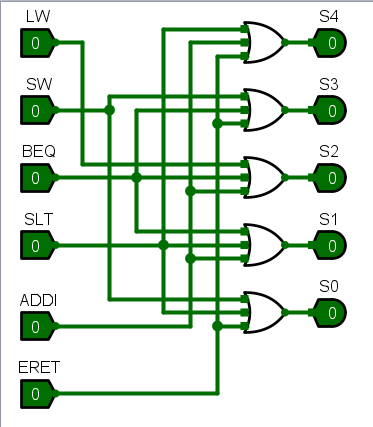 LW S4
0 0
SW S3
0 0
BEQ S2
0 0
SLT S1
0 0
ADDI S0
0 0
ERET
0